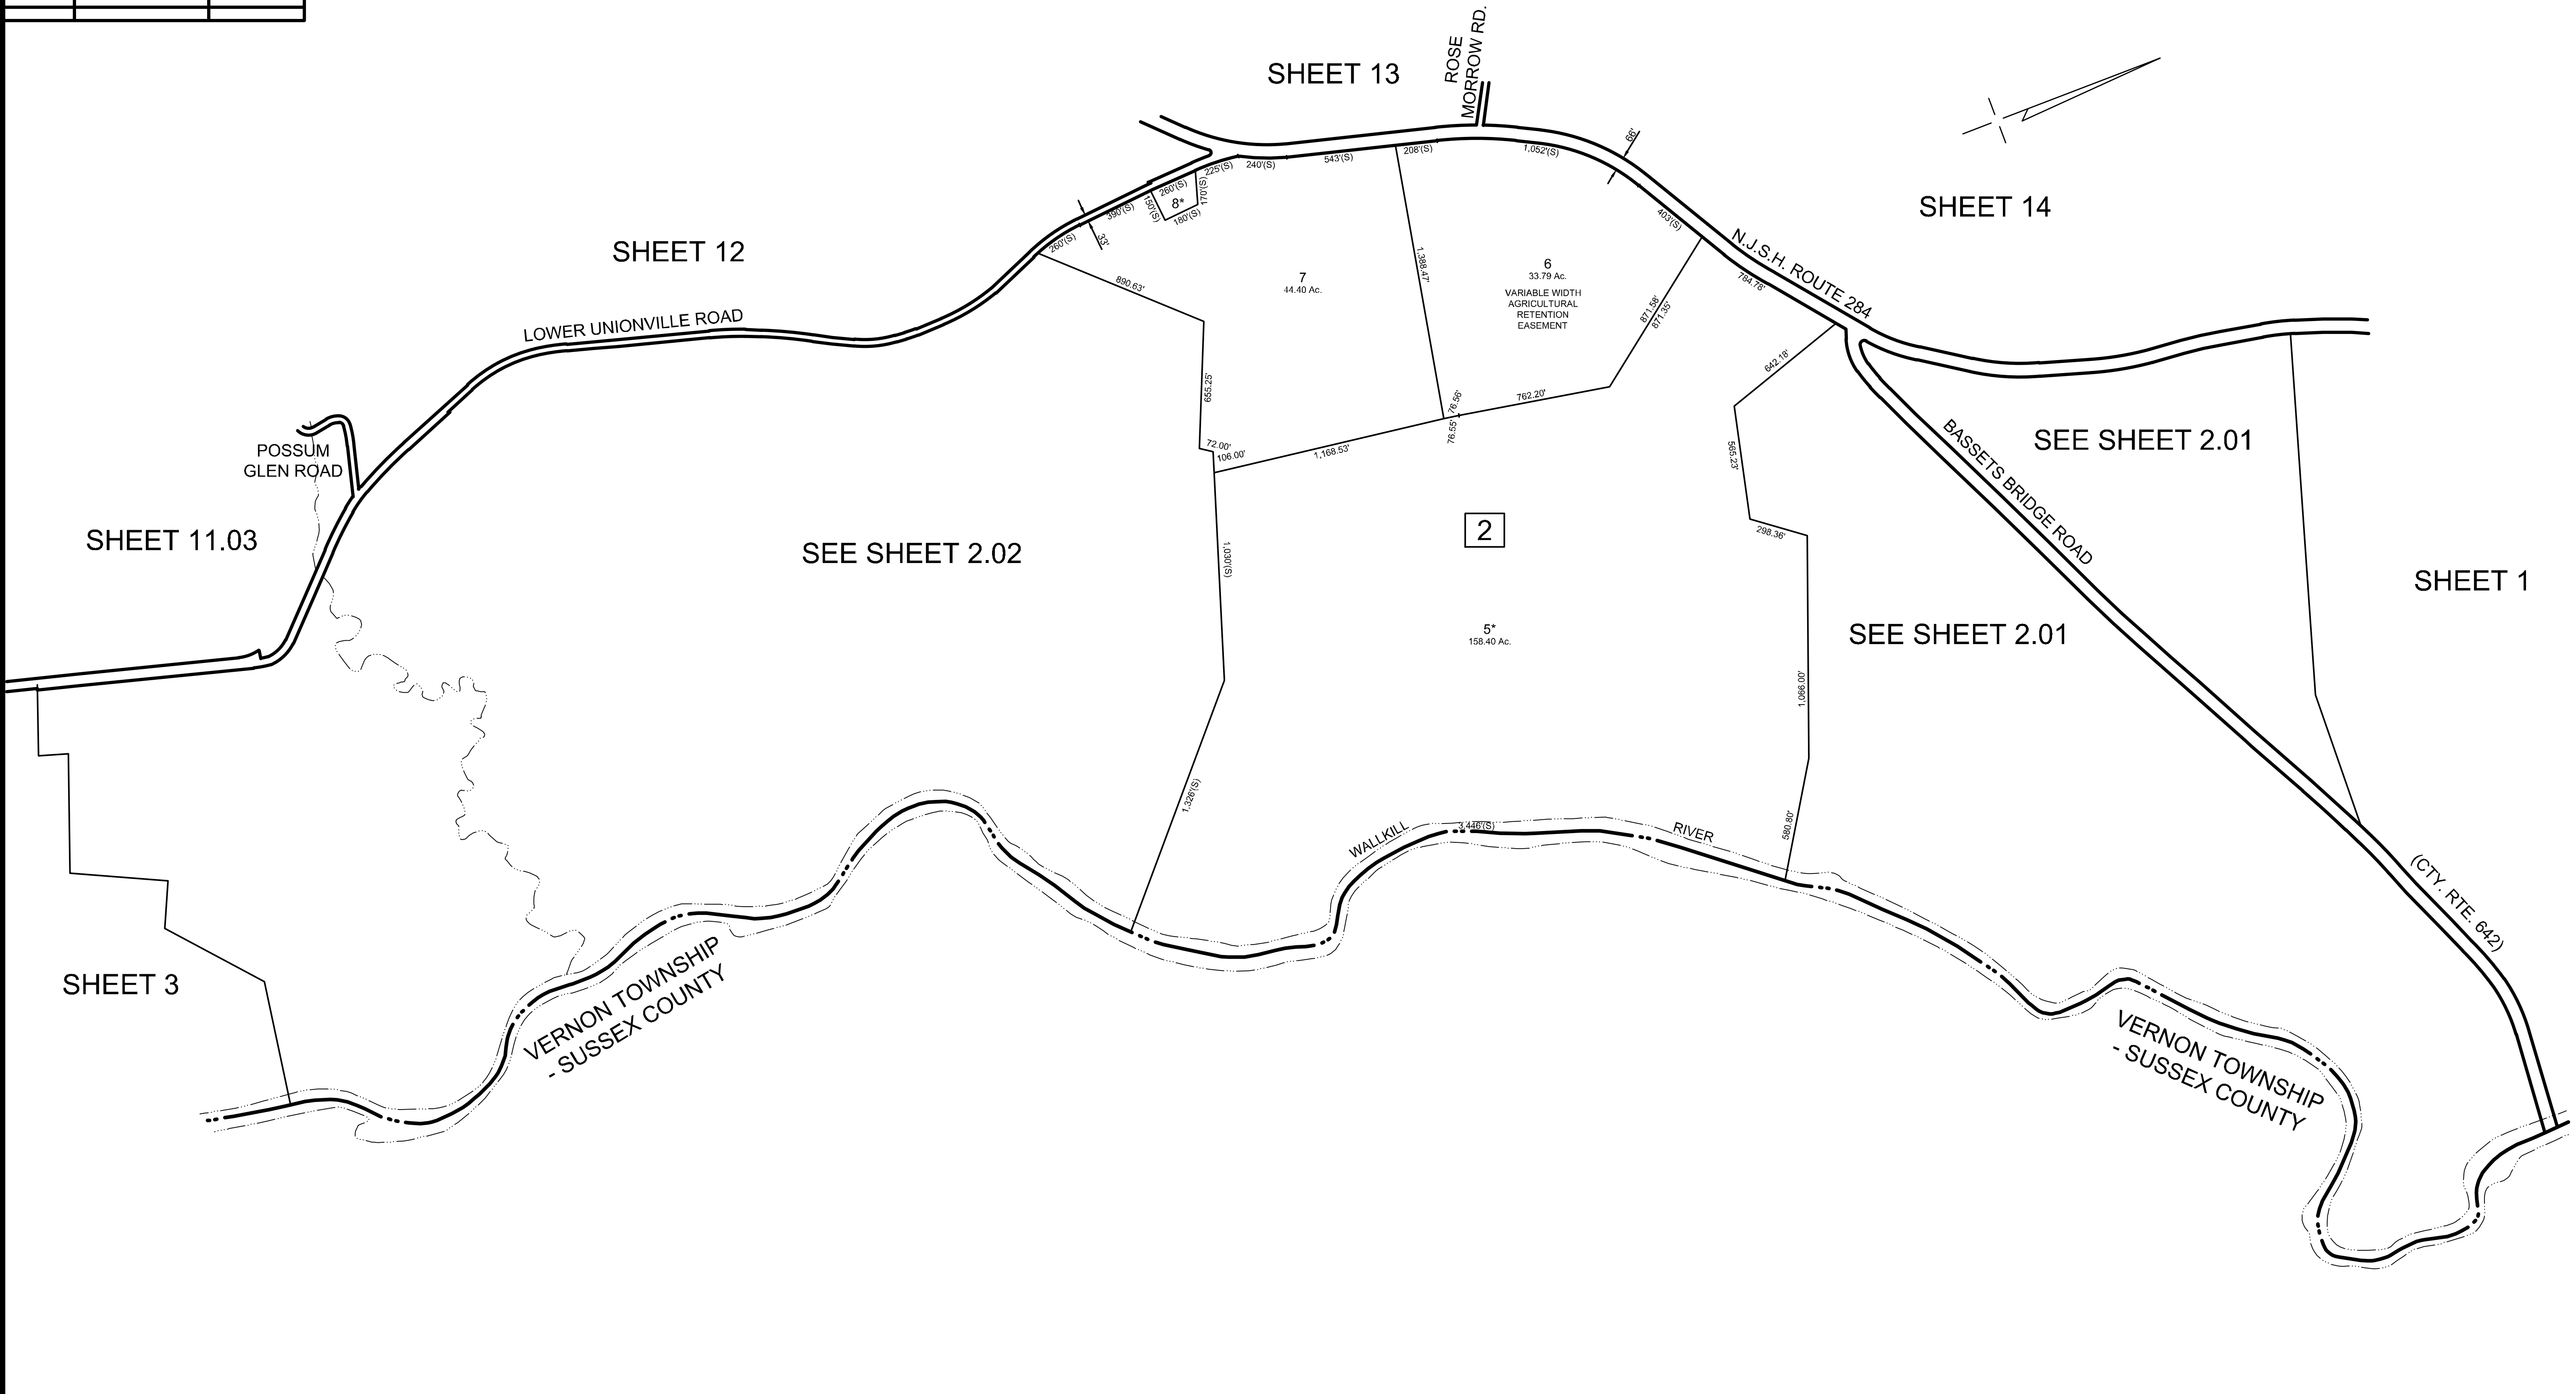 SHEET 13
ROSE
MORROW RD.
SHEET 14
SHEET 12
LOWER UNIONVILLE ROAD
N.J.S.H. ROUTE 284
66'
33'
260'(S)
390'(S)
260'(S)
225'(S)
240'(S)
543'(S)
208'(S)
1,052'(S)
403'(S)
784.78'
150'(S)
8*
170'(S)
180'(S)
890.63'
7
44.40 Ac.
1,388.47'
6
33.79 Ac.
VARIABLE WIDTH
AGRICULTURAL
RETENTION
EASEMENT
871.58'
871.35'
655.25'
72.00'
106.00'
1,168.53'
76.56'
76.55'
762.20'
642.18'
565.23'
298.36'
POSSUM
GLEN ROAD
SHEET 11.03
SEE SHEET 2.02
1,030'(S)
2
5*
158.40 Ac.
1,066.00'
SEE SHEET 2.01
BASSETS BRIDGE ROAD
SEE SHEET 2.01
SHEET 1
1,326'(S)
580.80'
WALLKILL
3,446'(S)
RIVER
(CTY. RTE. 642)
SHEET 3
VERNON TOWNSHIP
- SUSSEX COUNTY
VERNON TOWNSHIP
- SUSSEX COUNTY